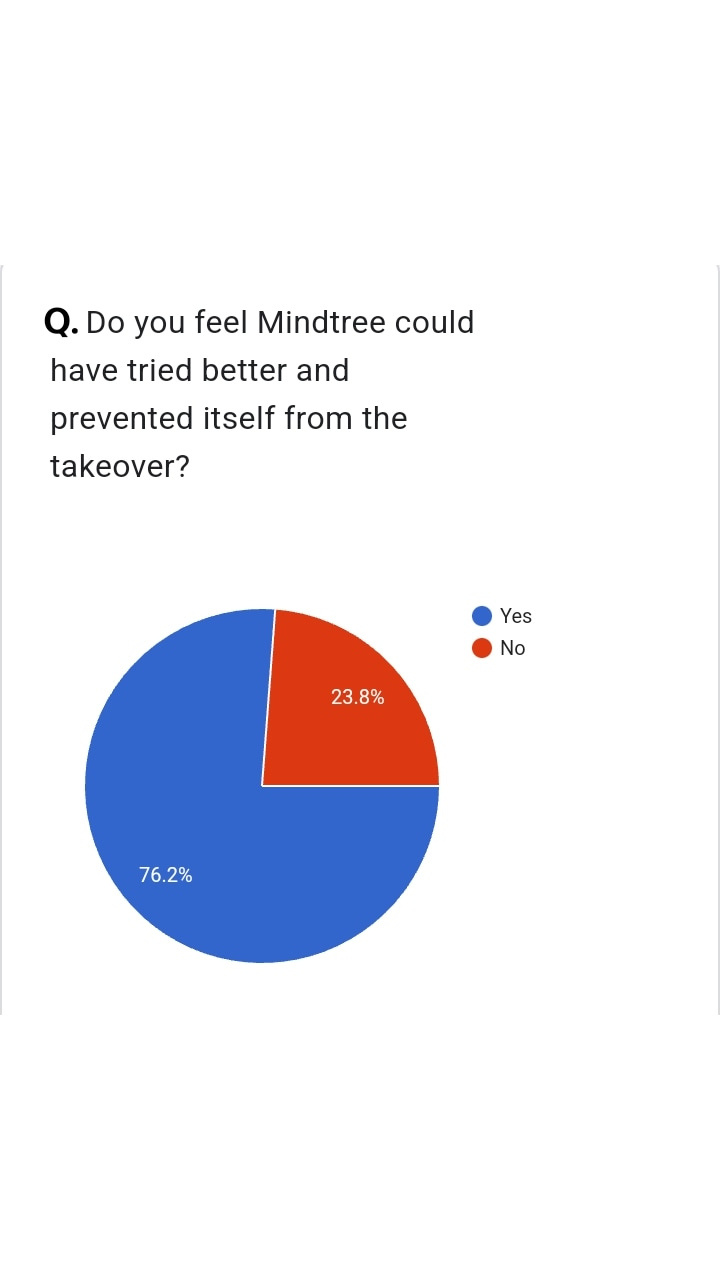 Q. Do you feel Mindtree could
have tried better and
prevented itself from the
takeover?
Yes
No
23.8%
76.2%